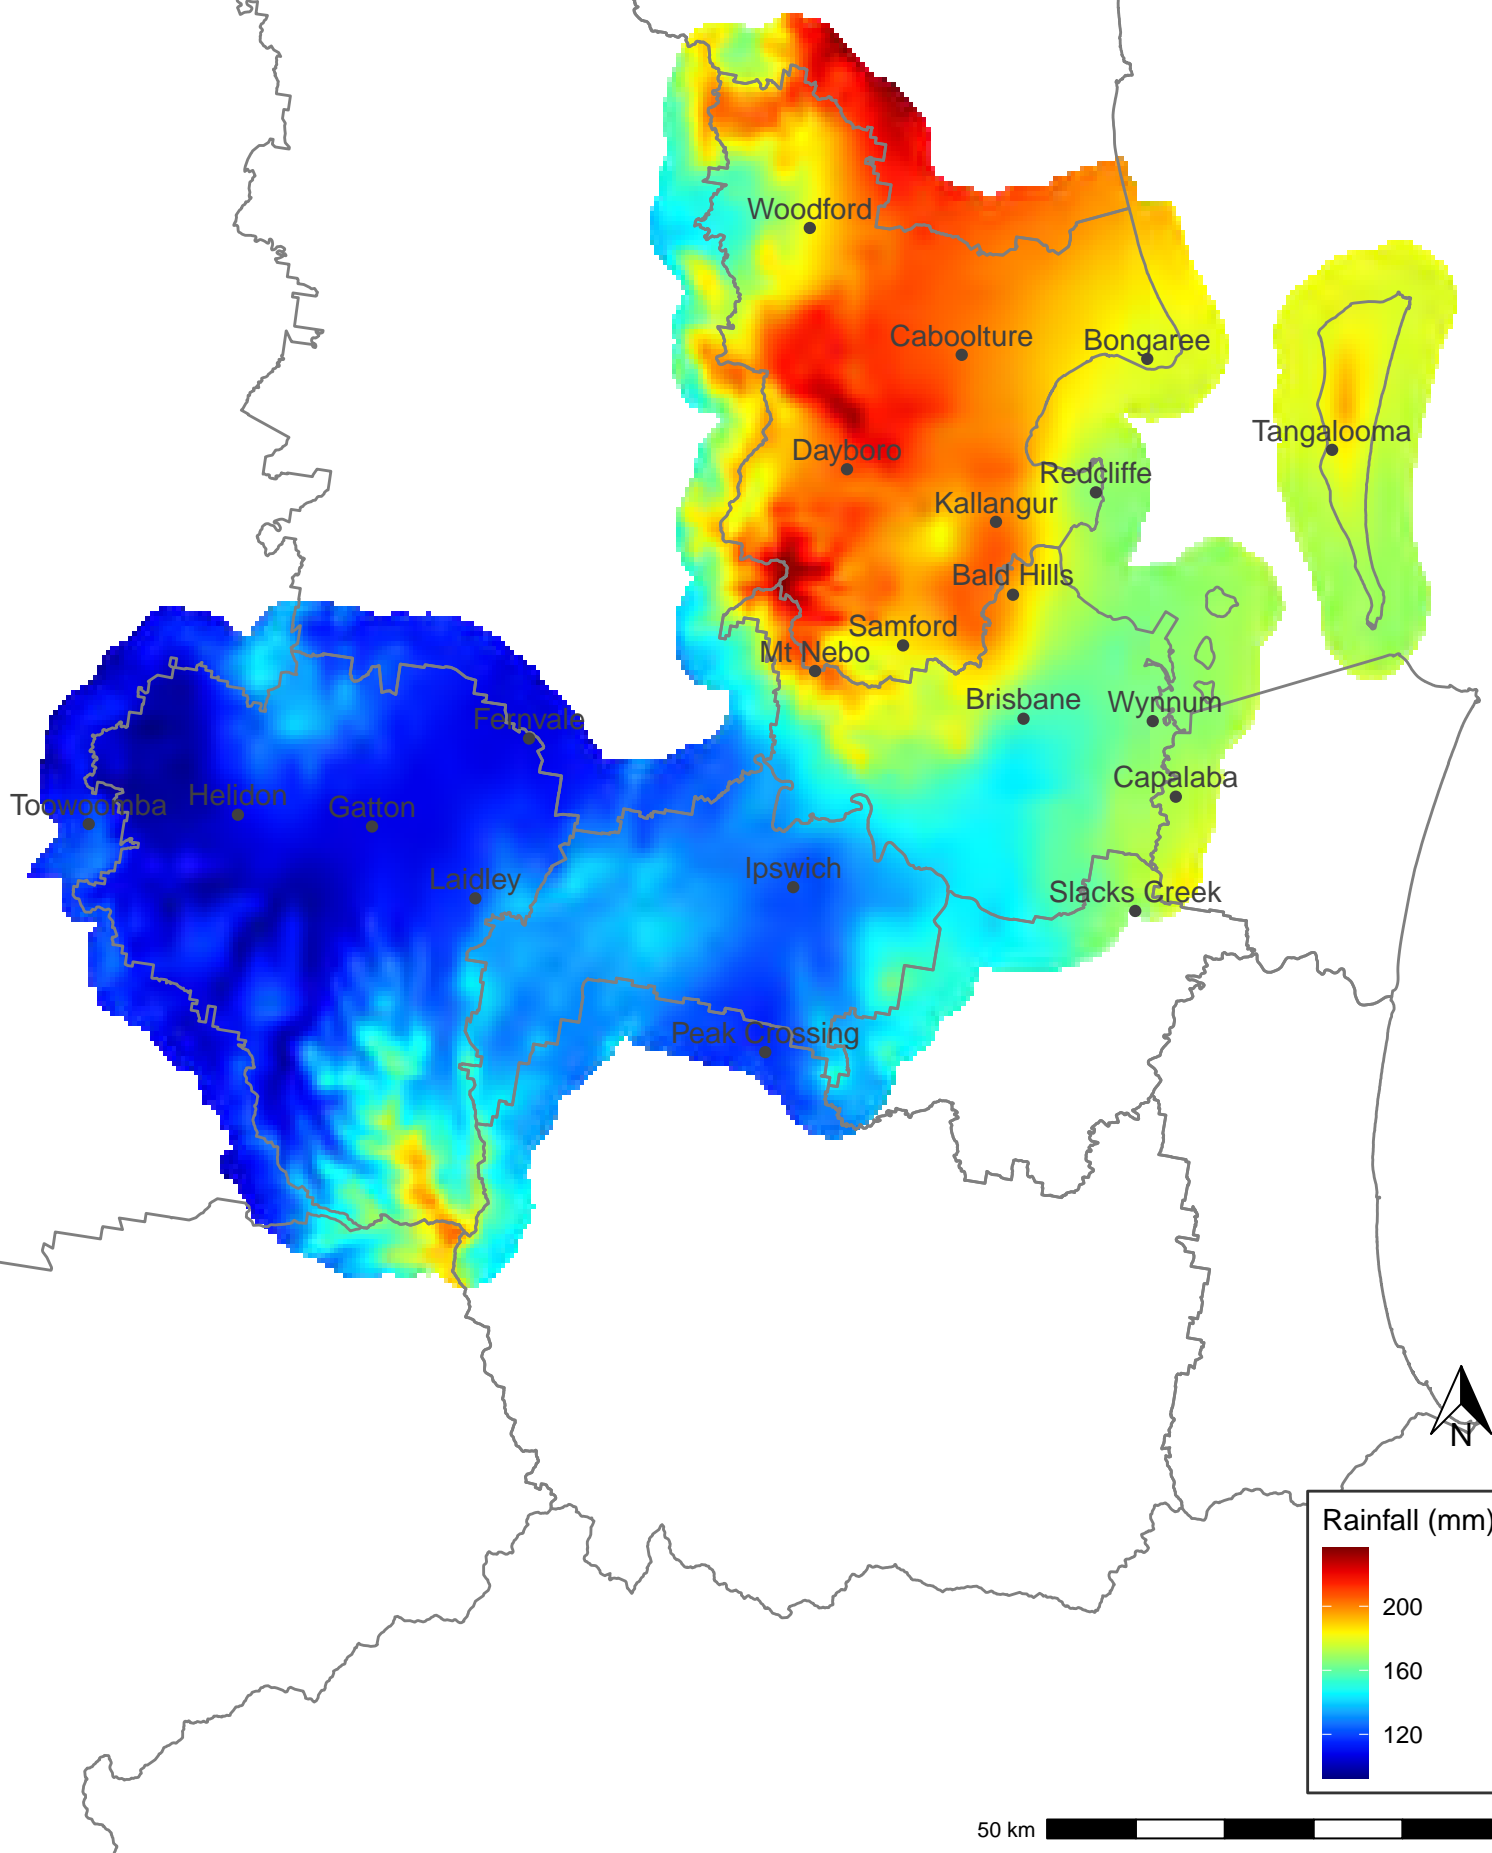 Woodford
Caboolture
Bongaree
Tangalooma
Dayboro
Redcliffe
Kallangur
Bald Hills
Samford
Mt Nebo
Brisbane
Wynnum
Fernvale
Capalaba
Toowoomba
Helidon
Gatton
Ipswich
Laidley
Slacks Creek
Peak Crossing
N
Rainfall (mm)
200
160
120
50 km